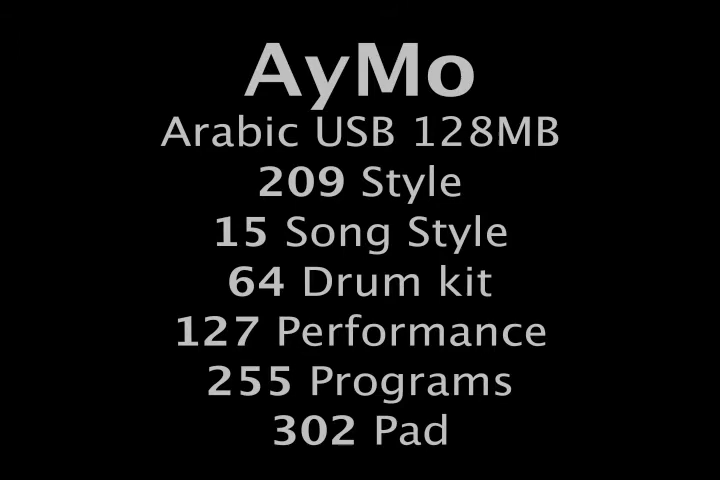 AyMo
Arabic USB 128MB
209 Style
15 Song Style
64 Drum kit
127 Performance
255 Programs
302 Pad